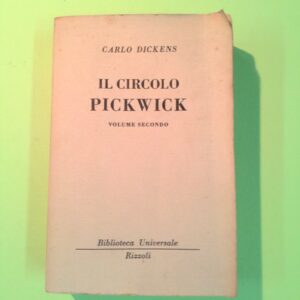 CARLO DICKENS
IL CIRCOLO
PICKWICK
VOLUME SECONDO
Biblioteca Universale
Rizzoli